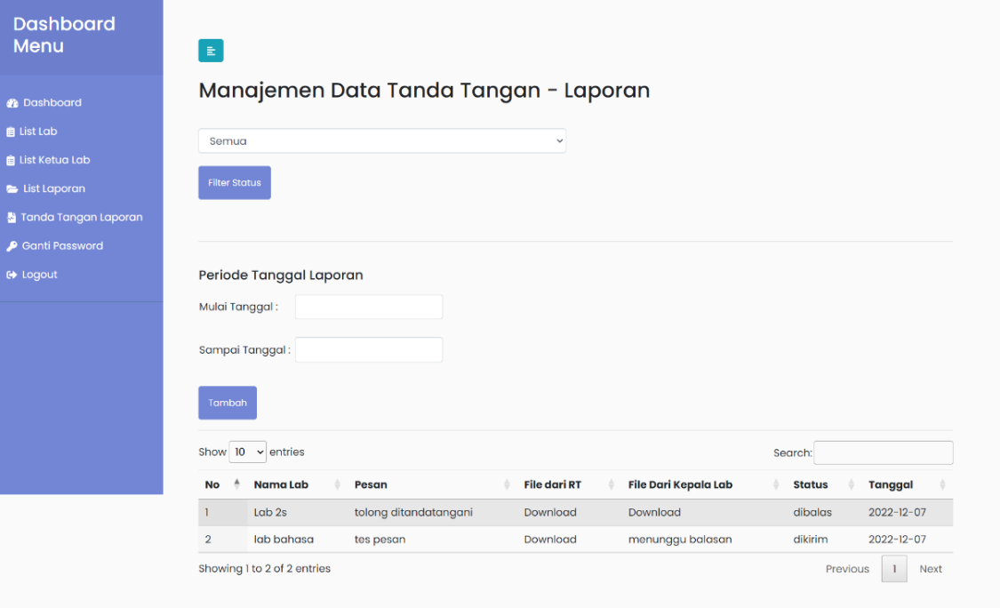 Dashboard
Menu
Dashboard
List Lab
List Ketua Lab
List Laporan
Tanda Tangan Laporan
Ganti Password
Logout
Manajemen Data Tanda Tangan - Laporan
Semua
Filter Status
Periode Tanggal Laporan
Mulai Tanggal :
Sampai Tanggal :
Tambah
Show 10 entries Search:
No Nama Lab Pesan File dari RT File Dari Kepala Lab Status Tanggal
1 Lab 2s tolong ditandatangani Download Download dibalas 2022-12-07
2 lab bahasa tes pesan Download menunggu balasan dikirim 2022-12-07
Showing 1 to 2 of 2 entries Previous 1 Next